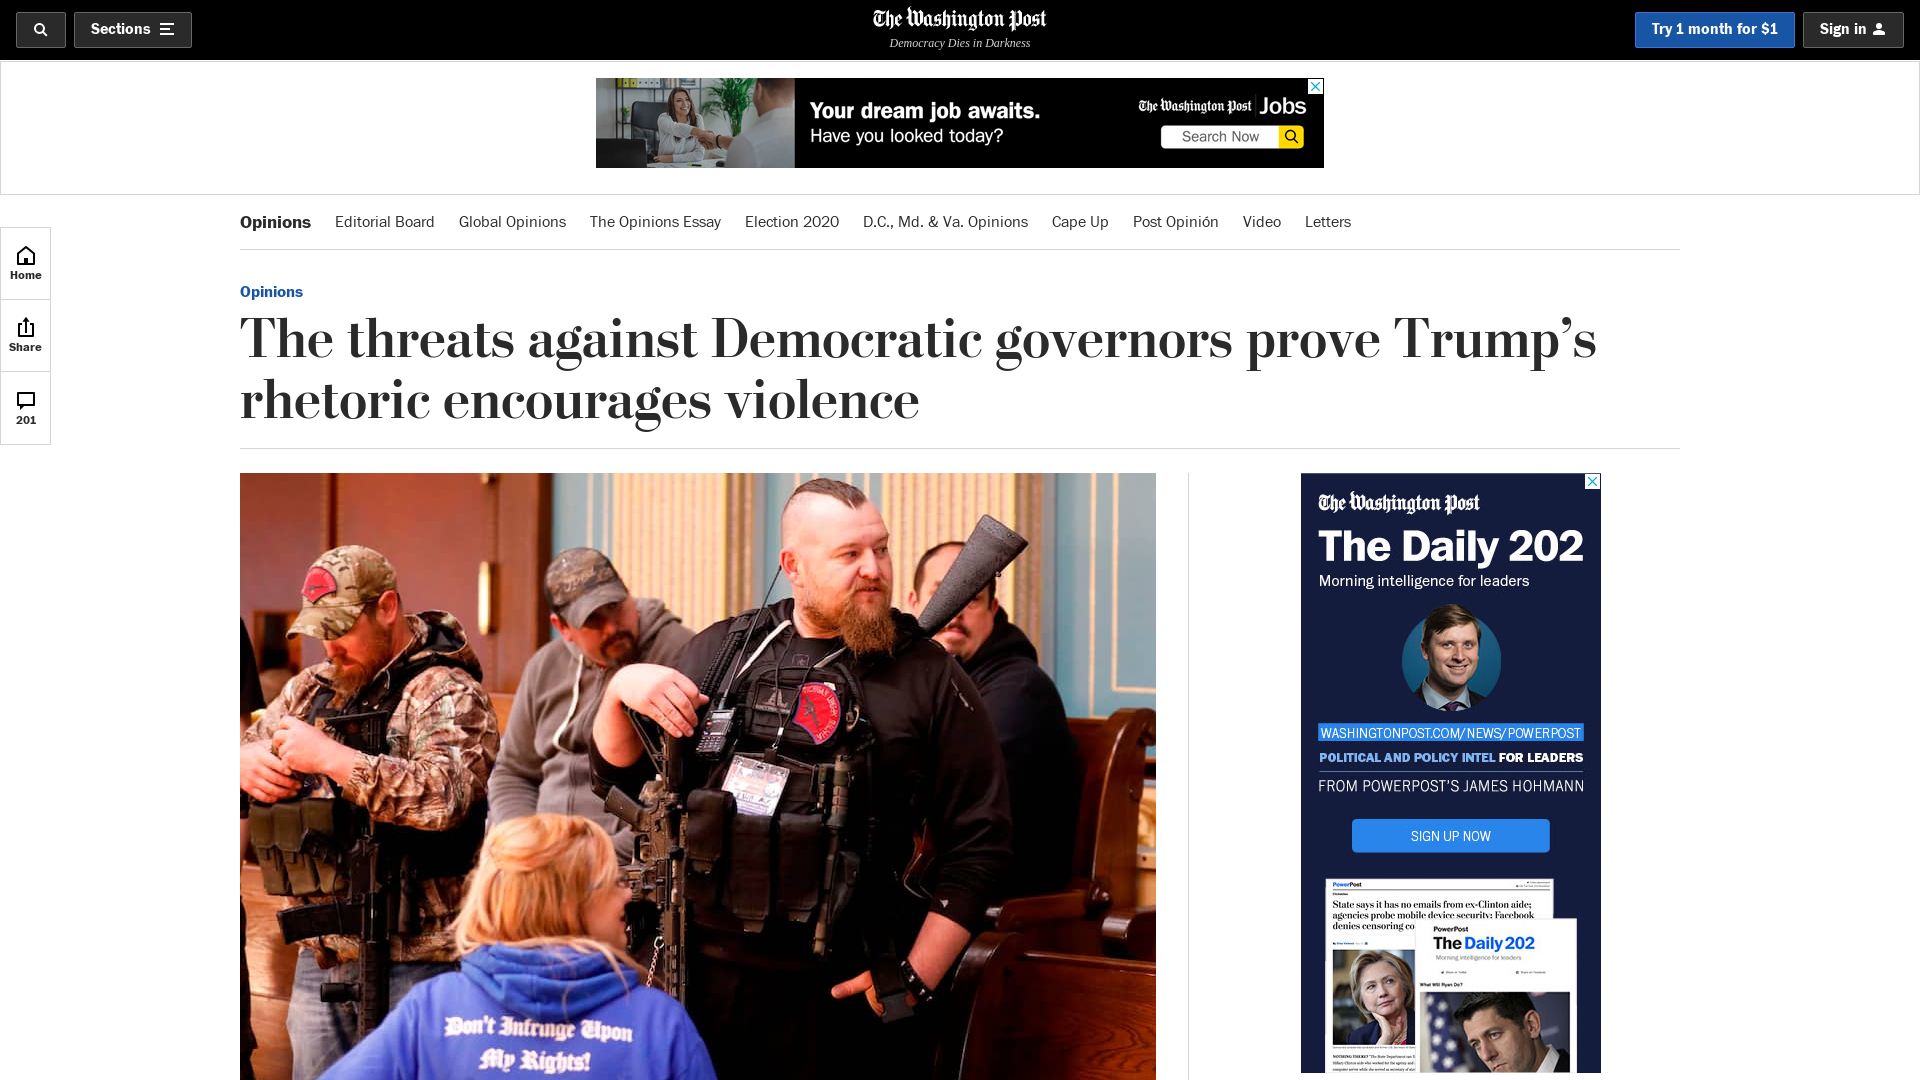 Sections
The Washington Post
Democracy Dies in Darkness
Try 1 month for $1
Sign in
Your dream job awaits.
Have you looked today?
The Washington Post Jobs
Search Now
Opinions Editorial Board Global Opinions The Opinions Essay Election 2020 D.C., Md. & Va. Opinions Cape Up Post Opinión Video Letters
Home
Share
201
Opinions
The threats against Democratic governors prove Trump’s
rhetoric encourages violence
Don't Infringe Upon
My Rights!
The Washington Post
The Daily 202
Morning intelligence for leaders
WASHINGTONPOST.COM/NEWS/POWERPOST
POLITICAL AND POLICY INTEL FOR LEADERS
FROM POWERPOST'S JAMES HOHMANN
SIGN UP NOW
PowerPost
State says it has no emails from ex-Clinton aide;
agencies probe mobile device security; Facebook
denies censoring co
PowerPost
The Daily 202
Morning intelligence for leaders
What Will Ryan Do?